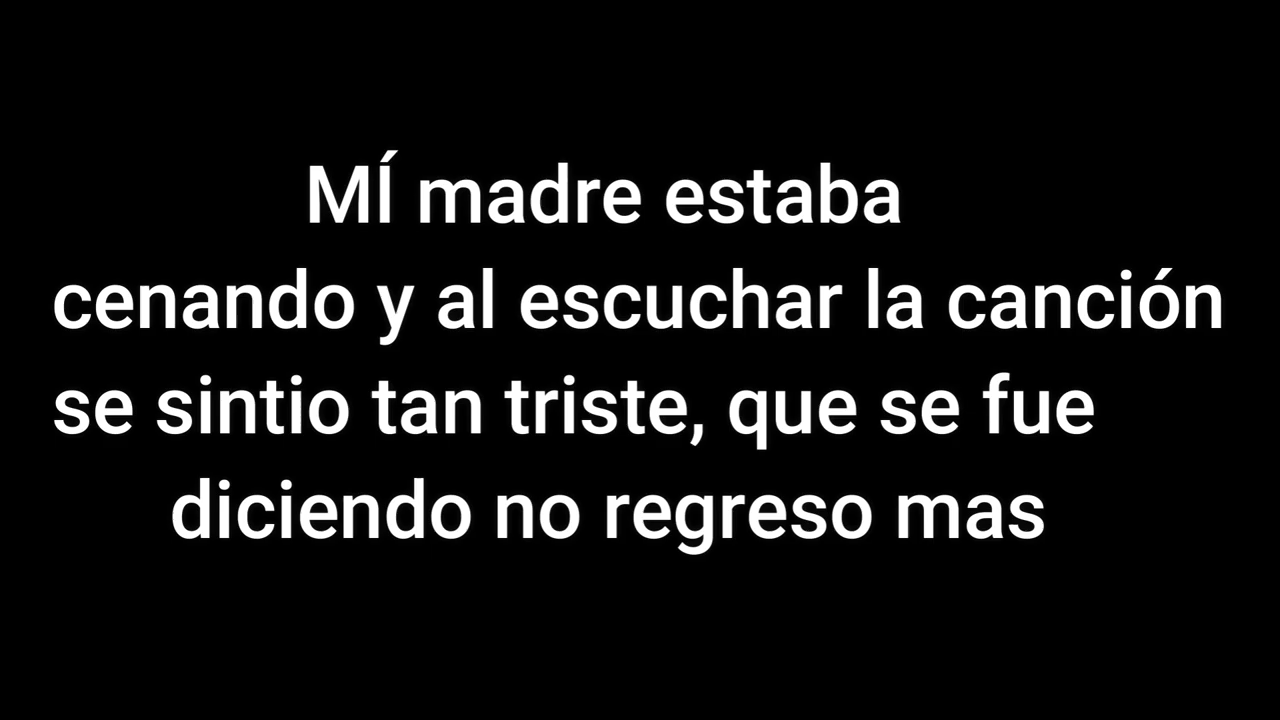 MÍ madre estaba
cenando y al escuchar la canción
se sintio tan triste, que se fue
diciendo no regreso mas